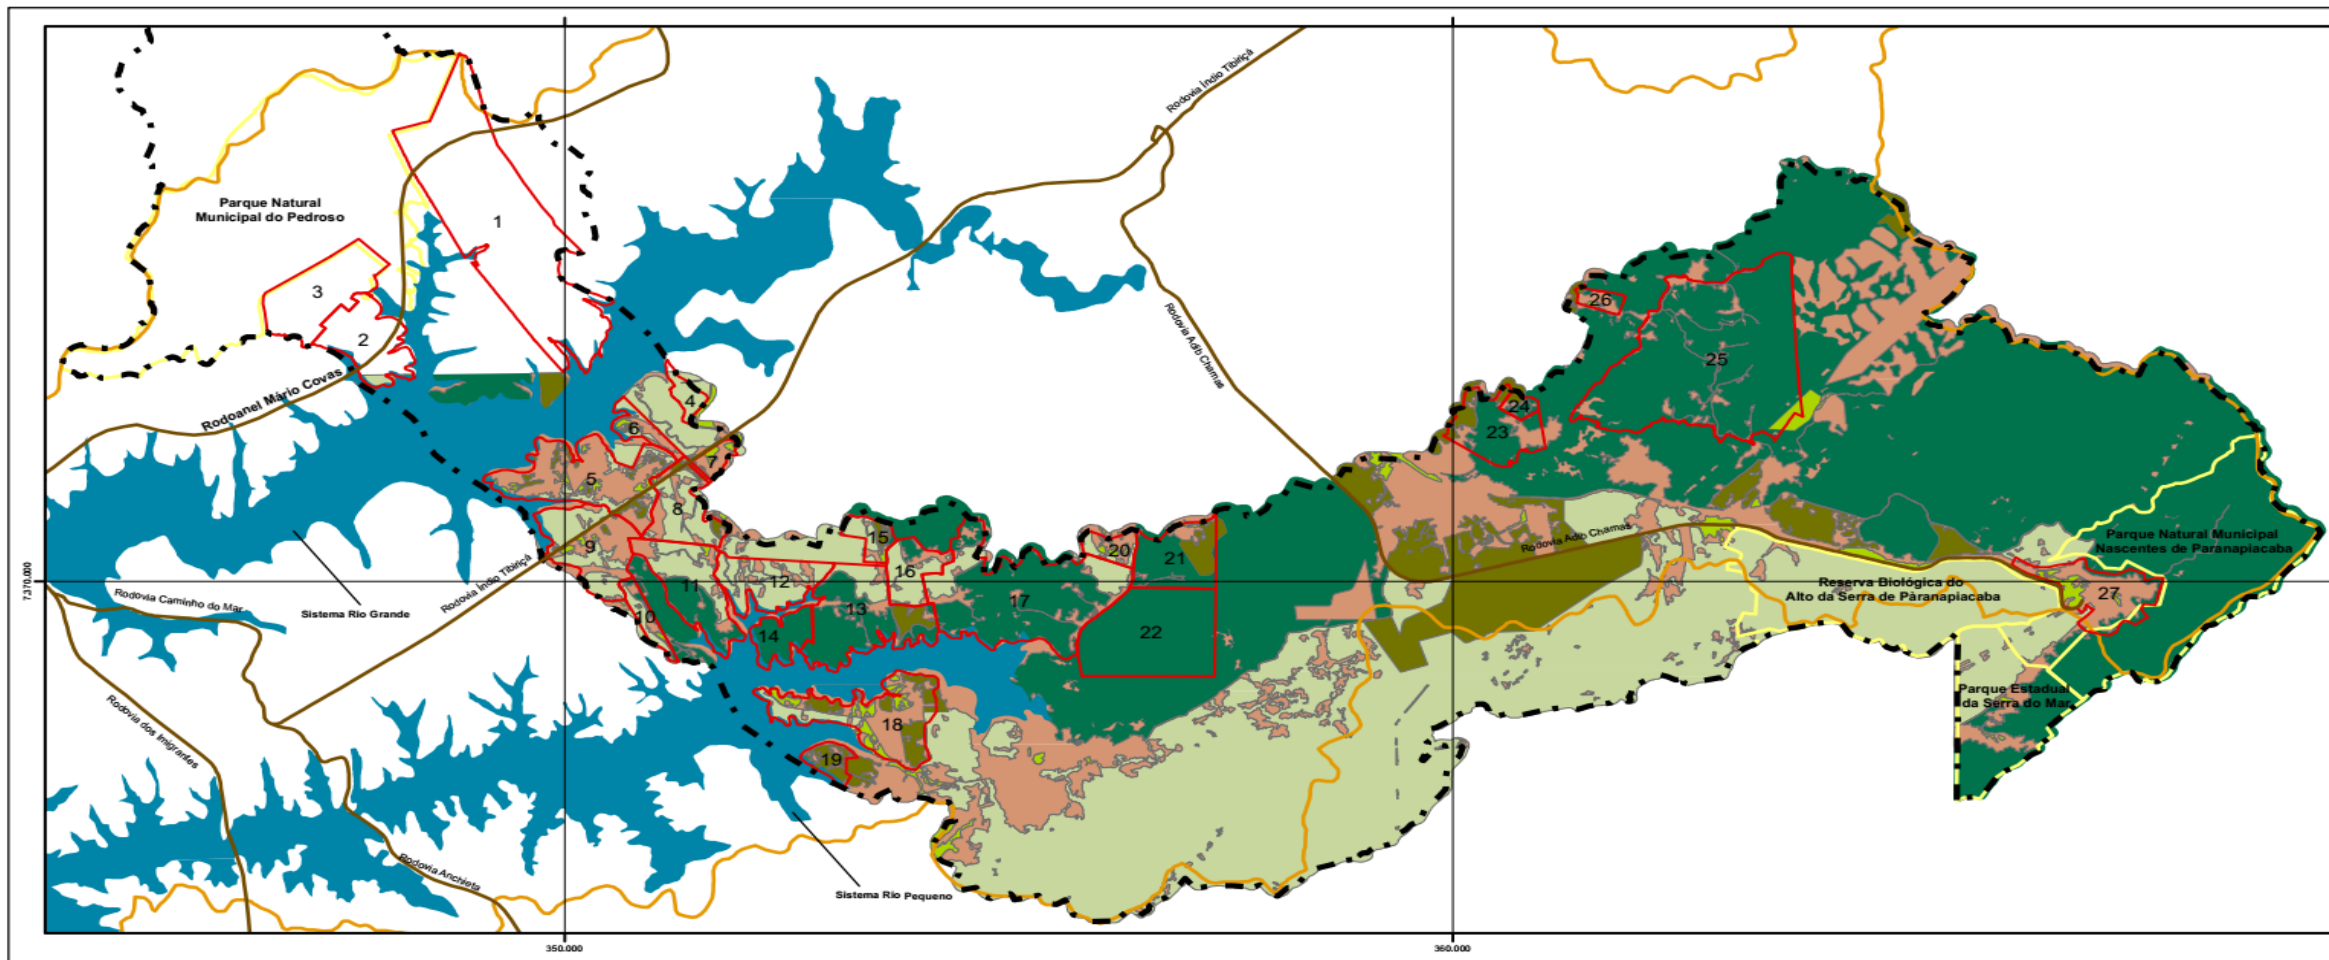 Rodovia Índio Tibiriçá
Parque Natural
Municipal do Pedroso
1
3
2
26
25
Rodovia Adib Chamas
Rodoanel Mário Covas
4
6
7
5
24
23
8
9
15
20
21
16
12
11
10
13
14
17
22
Rodovia Adib Chamas
Parque Natural Municipal
Nascentes de Paranapiacaba
Reserva Biológica do
Alto da Serra de Pàranapiacaba
27
7370.000
Rodovia Caminho do Mar
Sistema Rio Grande
Rodovia Índio Tibiriçá
Parque Estadual
da Serra do Mar
18
19
Rodovia dos Imigrantes
Rodovia Anchieta
Sistema Rio Pequeno
350.000
360.000